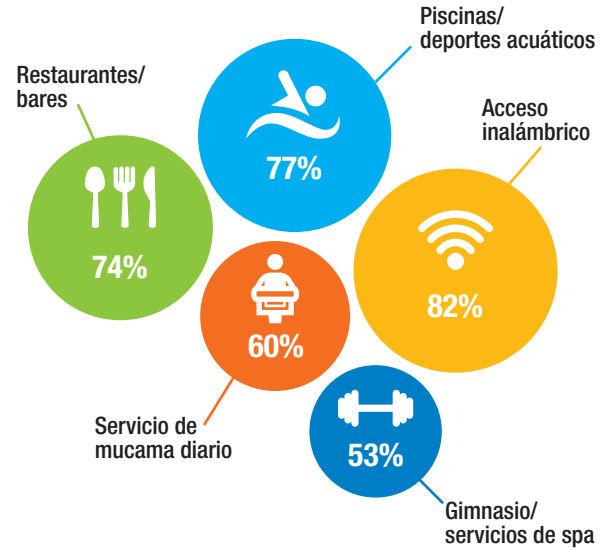 Piscinas/
deportes acuáticos
77%
Restaurantes/
bares
74%
Acceso
inalámbrico
82%
60%
Servicio de
mucama diario
53%
Gimnasio/
servicios de spa